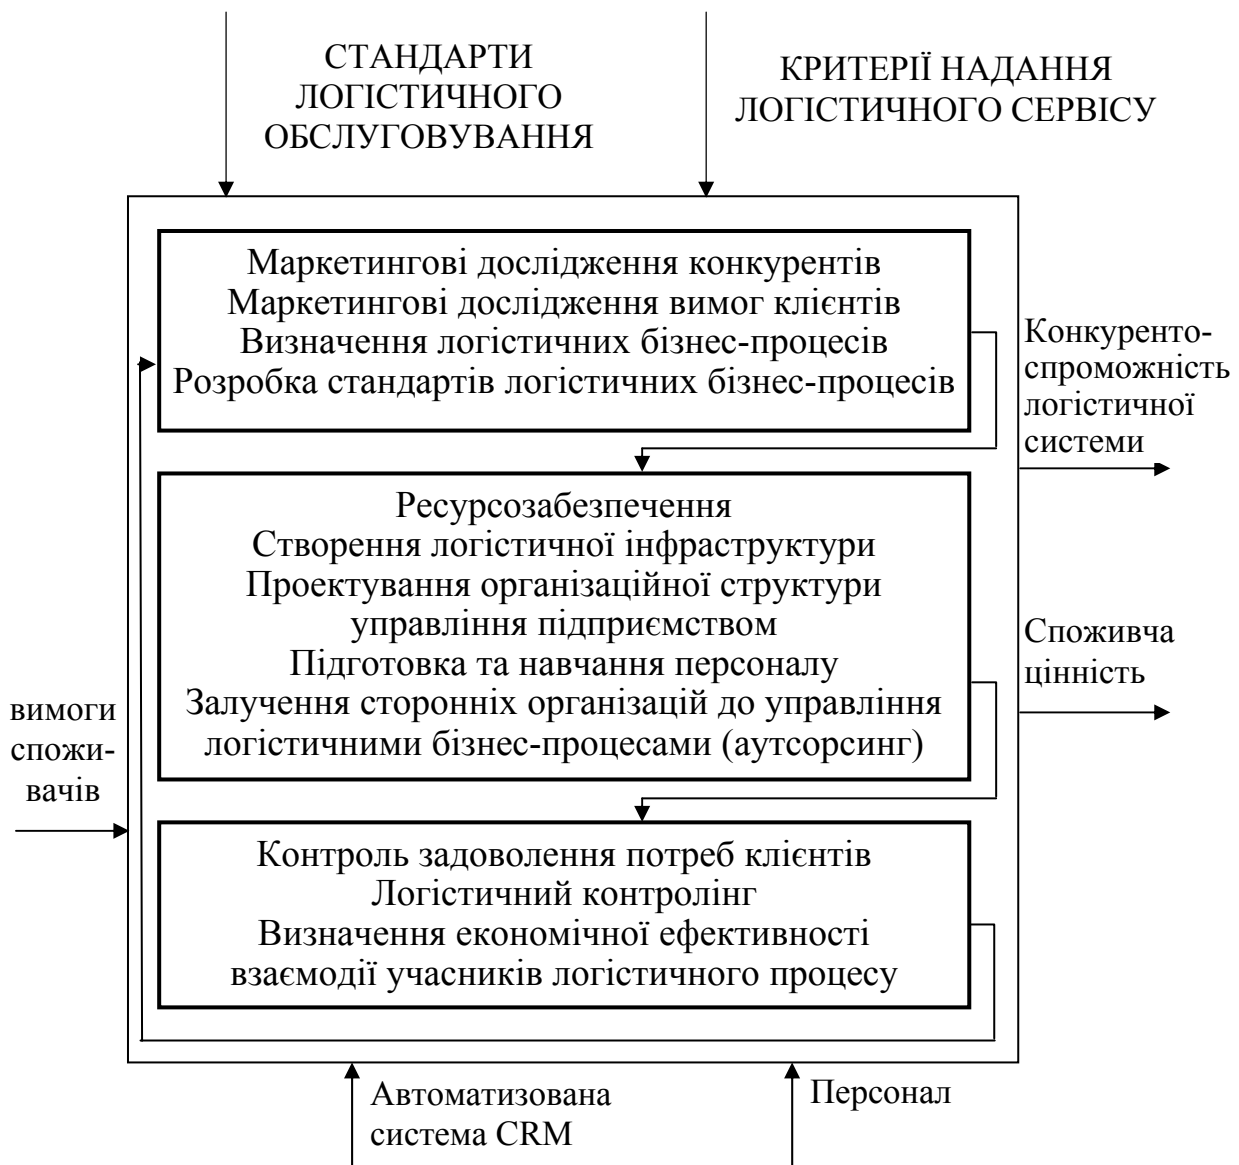 СТАНДАРТИ
ЛОГІСТИЧНОГО
ОБСЛУГОВУВАННЯ
КРИТЕРІЇ НАДАННЯ
ЛОГІСТИЧНОГО СЕРВІСУ
Маркетингові дослідження конкурентів
Маркетингові дослідження вимог клієнтів
Визначення логістичних бізнес-процесів
Розробка стандартів логістичних бізнес-процесів
Конкуренто-
спроможність
логістичної
системи
Ресурсозабезпечення
Створення логістичної інфраструктури
Проектування організаційної структури
управління підприємством
Підготовка та навчання персоналу
Залучення сторонніх організацій до управління
логістичними бізнес-процесами (аутсорсинг)
Споживча
цінність
вимоги
спожи-
вачів
Контроль задоволення потреб клієнтів
Логістичний контролінг
Визначення економічної ефективності
взаємодії учасників логістичного процесу
Автоматизована
система CRM
Персонал